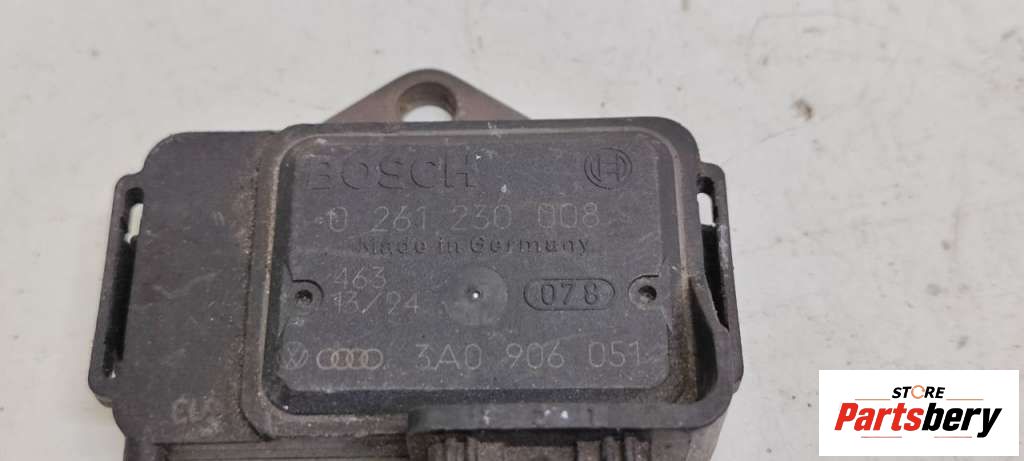 BOSCH
0 261 230 008
Made in Germany
463
13/24
078
3A0 906 051
STORE
Partsbery